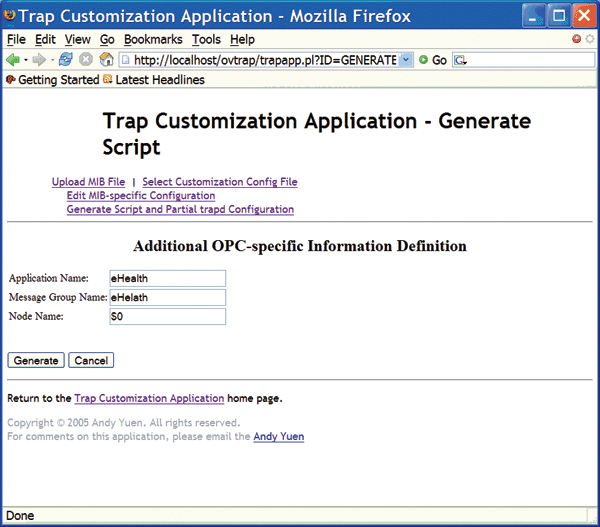 Trap Customization Application - Mozilla Firefox
File Edit View Go Bookmarks Tools Help
http://localhost/ovtrap/trapapp.pl?ID=GENERATE Go G
Getting Started Latest Headlines
Trap Customization Application - Generate
Script
Upload MIB File | Select Customization Config File
Edit MIB-specific Configuration
Generate Script and Partial trapd Configuration
Additional OPC-specific Information Definition
Application Name: eHealth
Message Group Name: eHelath
Node Name: $0
Generate Cancel
Return to the Trap Customization Application home page.
Copyright © 2005 Andy Yuen. All rights reserved.
For comments on this application, please email the Andy Yuen
Done